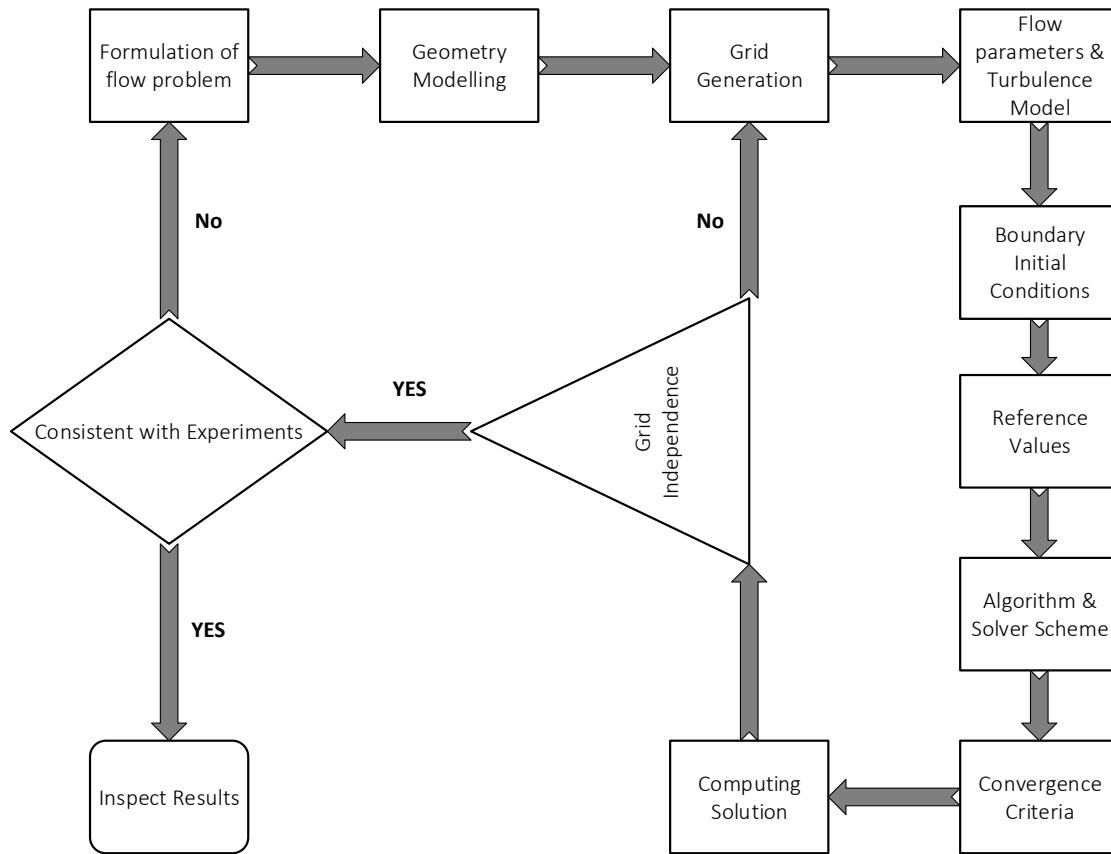 Formulation of
flow problem
Geometry
Modelling
Grid
Generation
Flow
parameters &
Turbulence
Model
No
No
Boundary
Initial
Conditions
Reference
Values
YES
Consistent with Experiments
Grid
Independence
Algorithm &
Solver Scheme
YES
Inspect Results
Computing
Solution
Convergence
Criteria